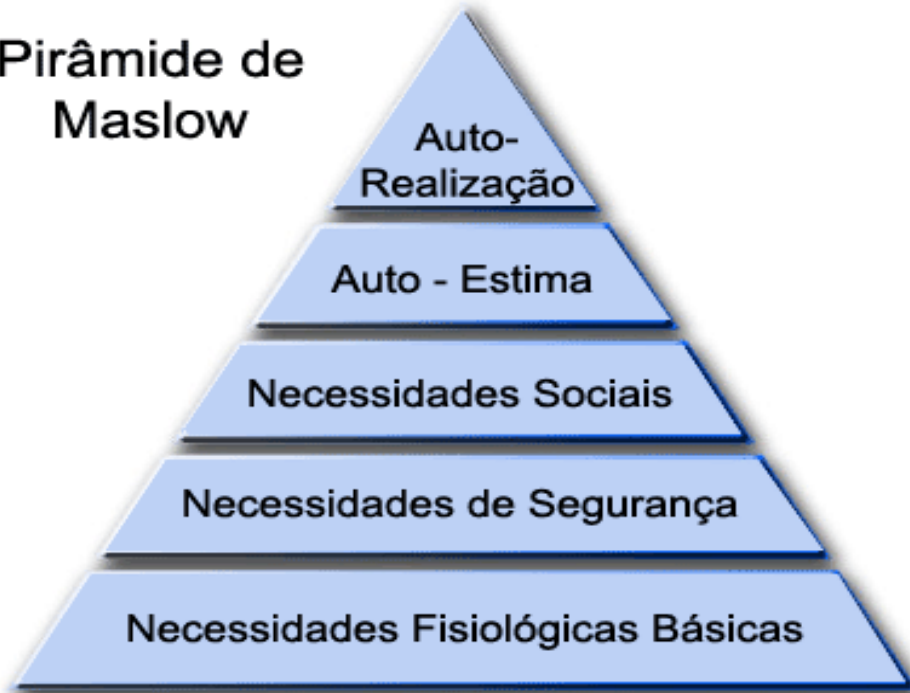 Pirâmide de
Maslow
Auto-
Realização
Auto - Estima
Necessidades Sociais
Necessidades de Segurança
Necessidades Fisiológicas Básicas